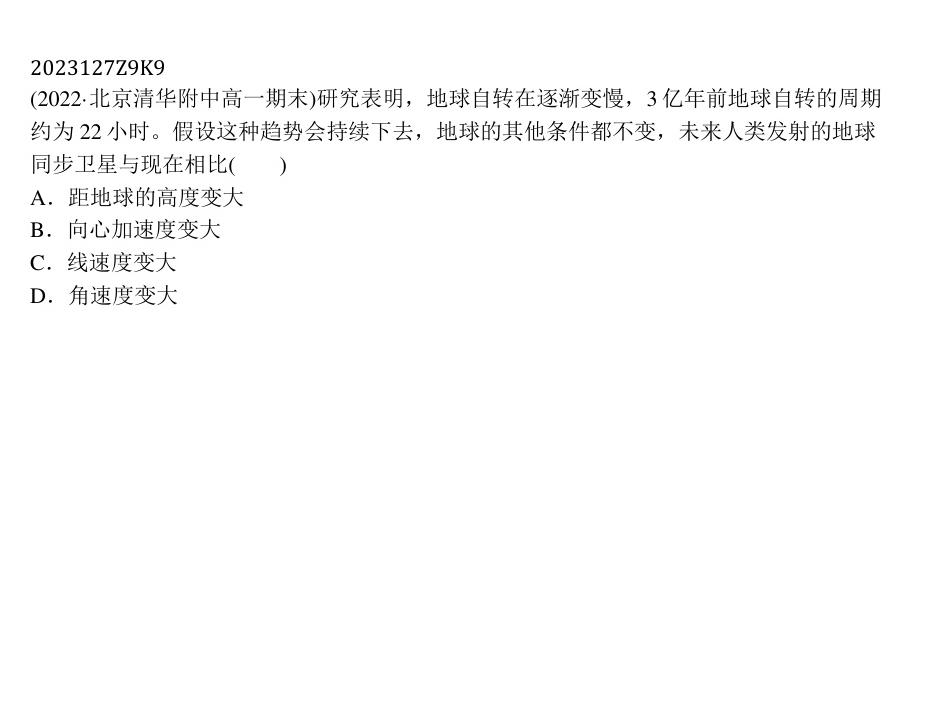 2023127Z9K9
(2022·北京清华附中高一期末)研究表明，地球自转在逐渐变慢，3 亿年前地球自转的周期
约为 22 小时。假设这种趋势会持续下去，地球的其他条件都不变，未来人类发射的地球
同步卫星与现在相比(　　)
A．距地球的高度变大
B．向心加速度变大
C．线速度变大
D．角速度变大